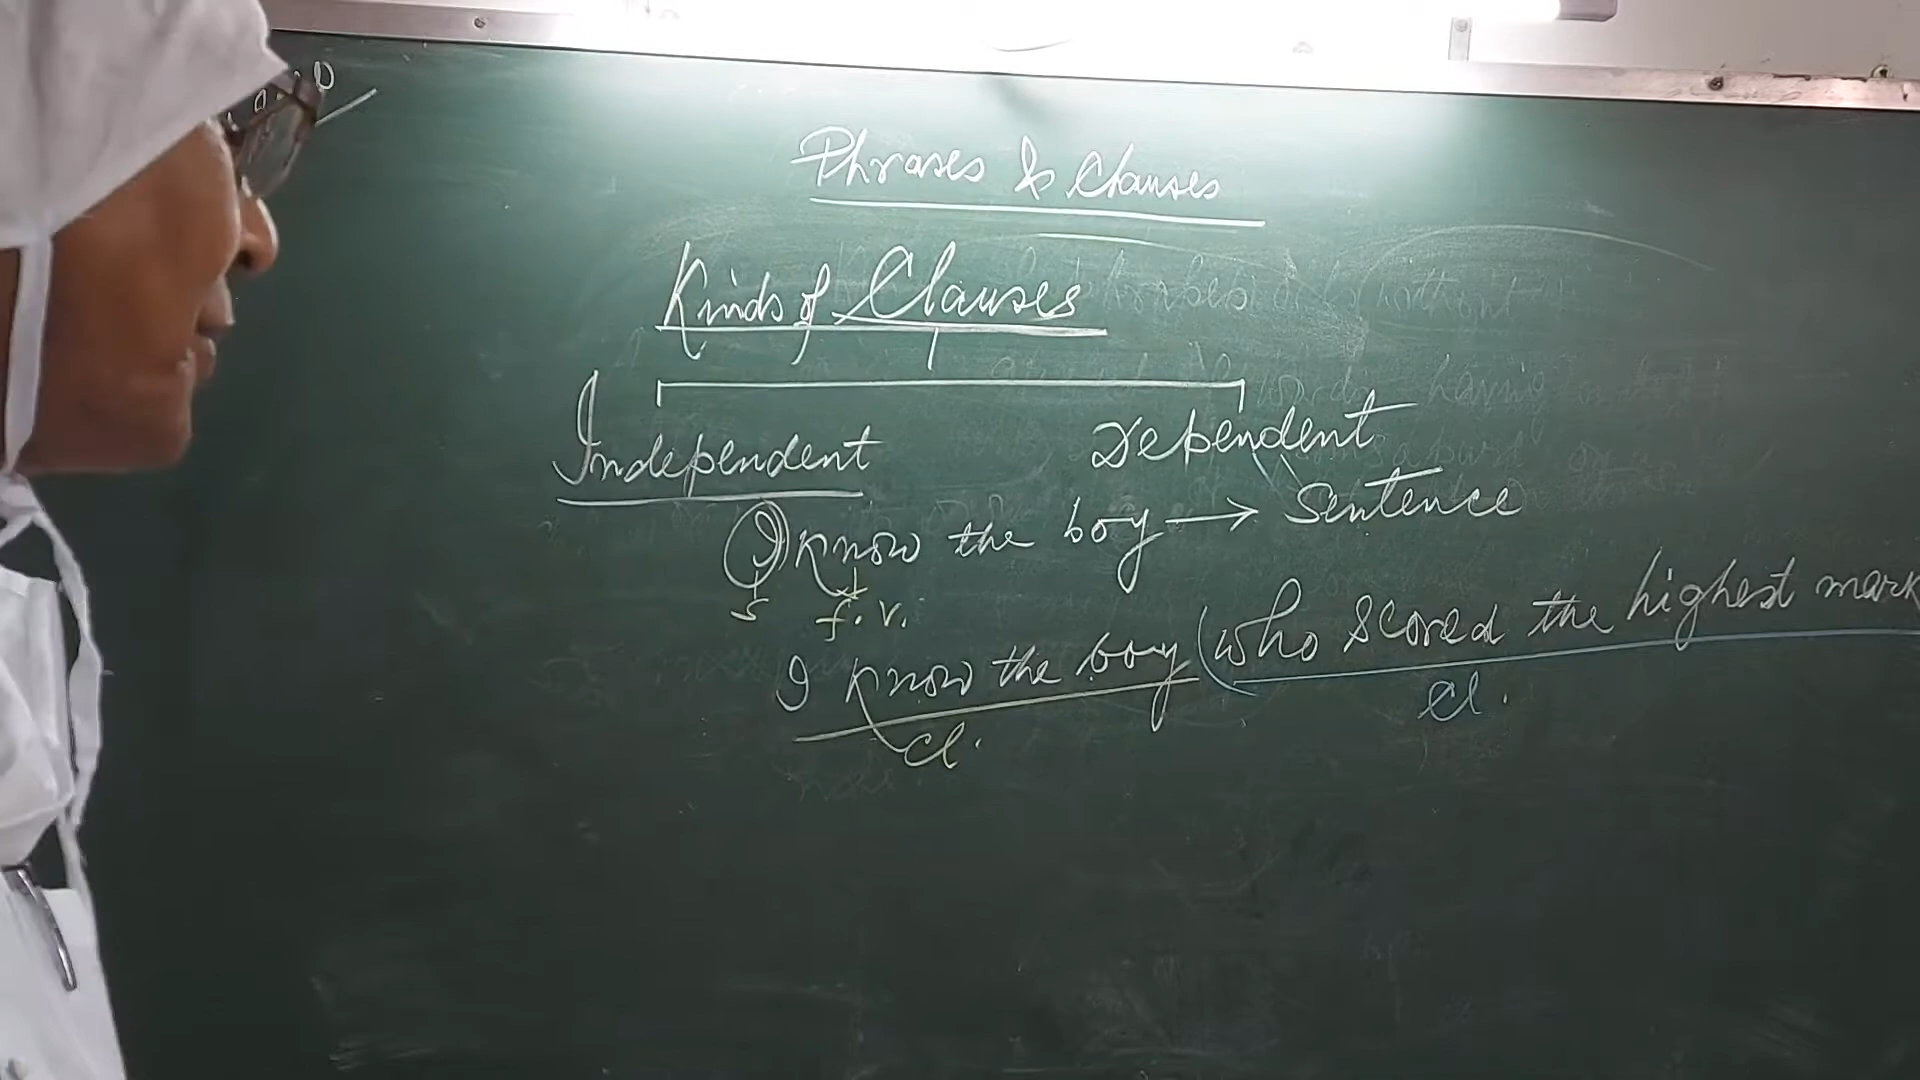 Phrases & Clauses
Kinds of Clauses
Independent Dependent
I know the boy → Sentence
S f.v.
I know the boy (who scored the highest mark
cl. cl.